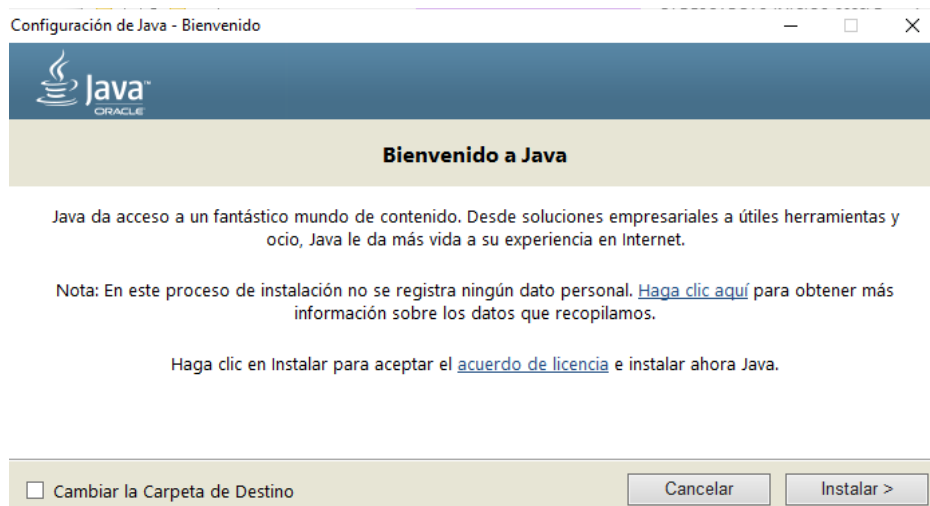 Configuración de Java - Bienvenido
Java™
ORACLE
Bienvenido a Java
Java da acceso a un fantástico mundo de contenido. Desde soluciones empresariales a útiles herramientas y
ocio, Java le da más vida a su experiencia en Internet.
Nota: En este proceso de instalación no se registra ningún dato personal. Haga clic aquí para obtener más
información sobre los datos que recopilamos.
Haga clic en Instalar para aceptar el acuerdo de licencia e instalar ahora Java.
Cambiar la Carpeta de Destino
Cancelar
Instalar >